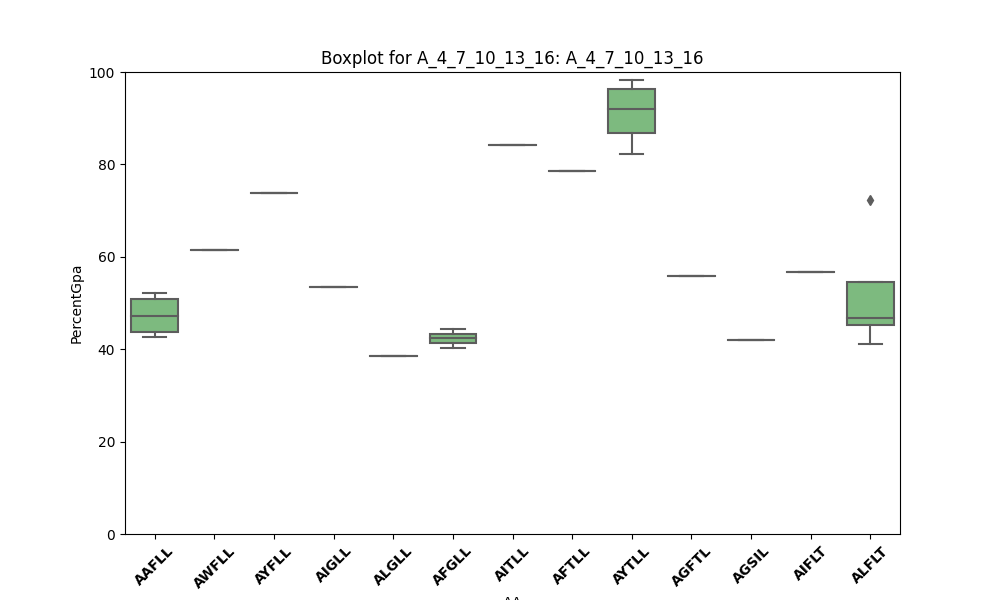 Boxplot for A_4_7_10_13_16: A_4_7_10_13_16
PercentGpa
100
80
60
40
20
0
AAFLL
AWFLL
AYFLL
AIGLL
ALGLL
AFGLL
AITLL
AFTLL
AYTLL
AGFTL
AGSIL
AIFLT
ALFLT